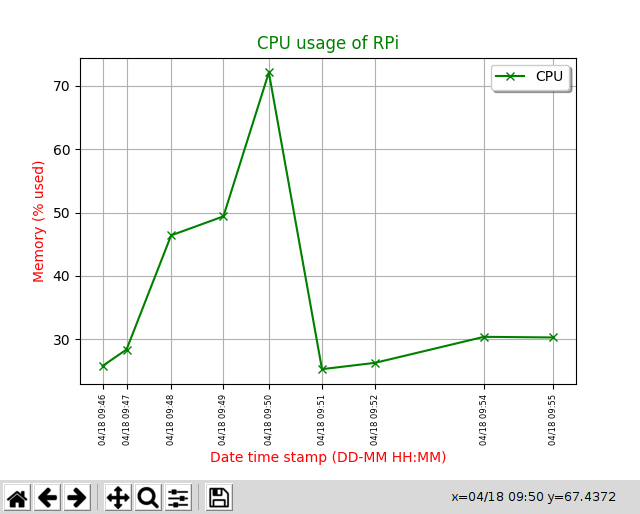 CPU usage of RPi
CPU
70
60
50
40
30
Memory (% used)
04/18 09:46
04/18 09:47
04/18 09:48
04/18 09:49
04/18 09:50
04/18 09:51
04/18 09:52
04/18 09:54
04/18 09:55
Date time stamp (DD-MM HH:MM)
x=04/18 09:50 y=67.4372